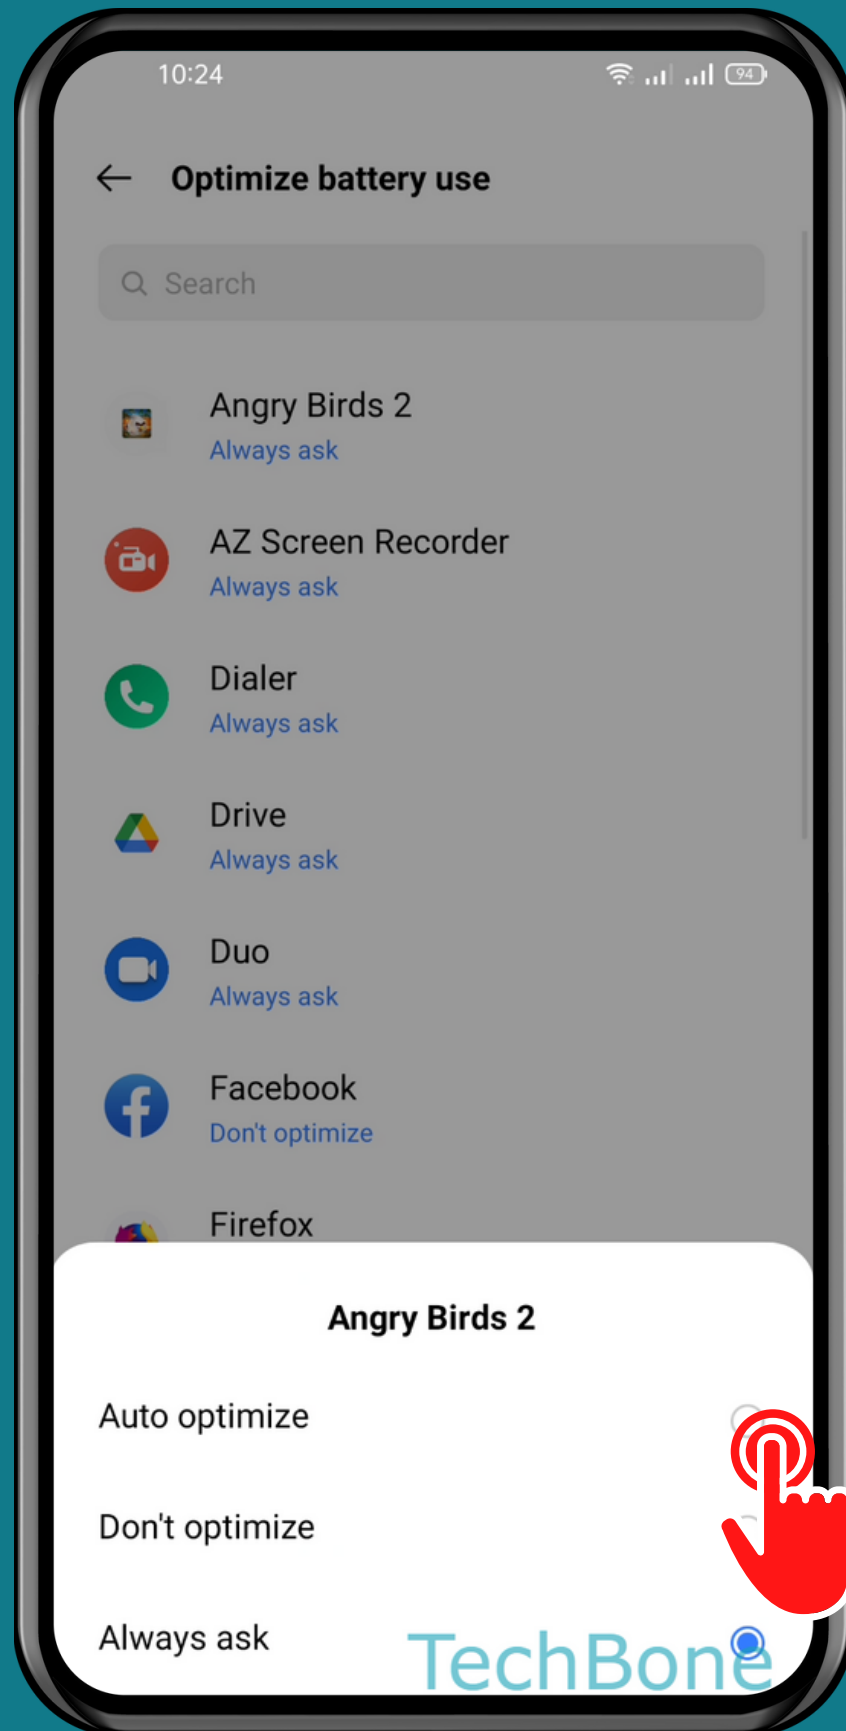 10:24
94
Optimize battery use
Search
Angry Birds 2
Always ask
AZ Screen Recorder
Always ask
Dialer
Always ask
Drive
Always ask
Duo
Always ask
Facebook
Don't optimize
Firefox
Angry Birds 2
Auto optimize
Don't optimize
Always ask
TechBone